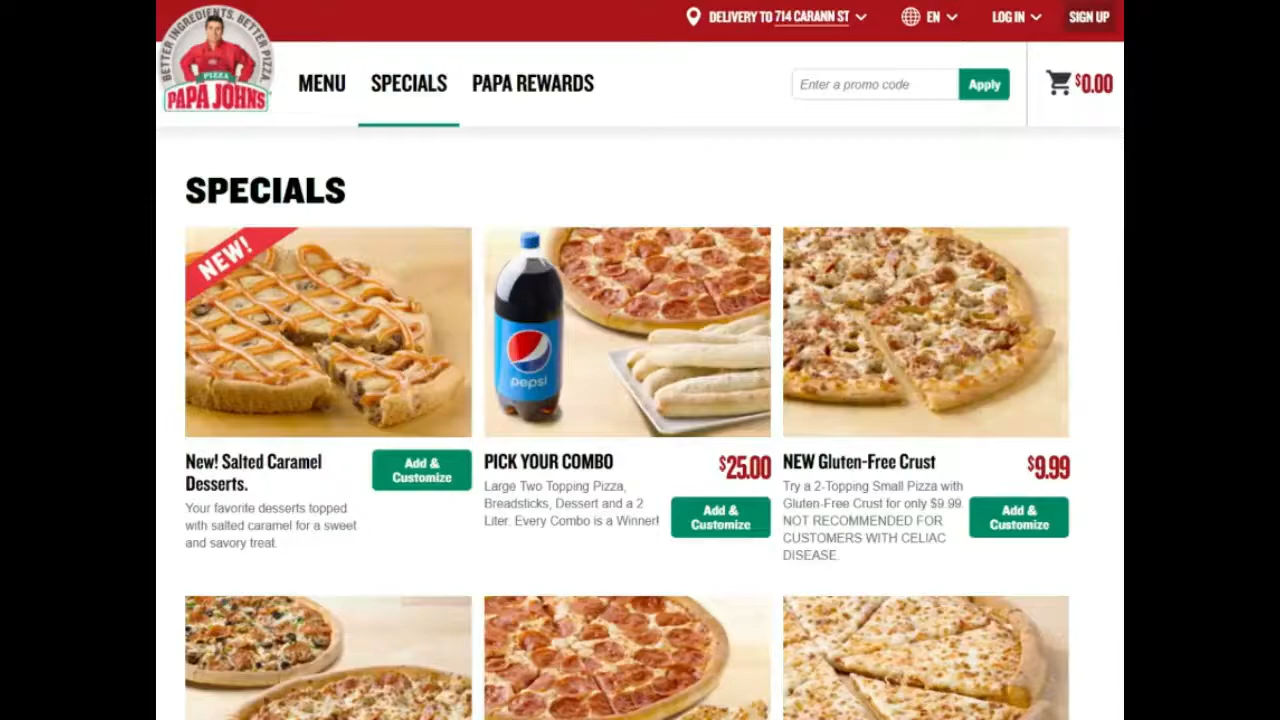 BETTER INGREDIENTS. BETTER PIZZA.
PIZZA
PAPA JOHNS
DELIVERY TO 714 CARANN ST
EN
LOG IN
SIGN UP
MENU
SPECIALS
PAPA REWARDS
Enter a promo code
Apply
$0.00
SPECIALS
NEW!
pepsi
New! Salted Caramel
Desserts.
Add &
Customize
Your favorite desserts topped
with salted caramel for a sweet
and savory treat.
PICK YOUR COMBO
$25.00
Large Two Topping Pizza,
Breadsticks, Dessert and a 2
Liter. Every Combo is a Winner!
Add &
Customize
NEW Gluten-Free Crust
$9.99
Try a 2-Topping Small Pizza with
Gluten-Free Crust for only $9.99.
NOT RECOMMENDED FOR
CUSTOMERS WITH CELIAC
DISEASE.
Add &
Customize